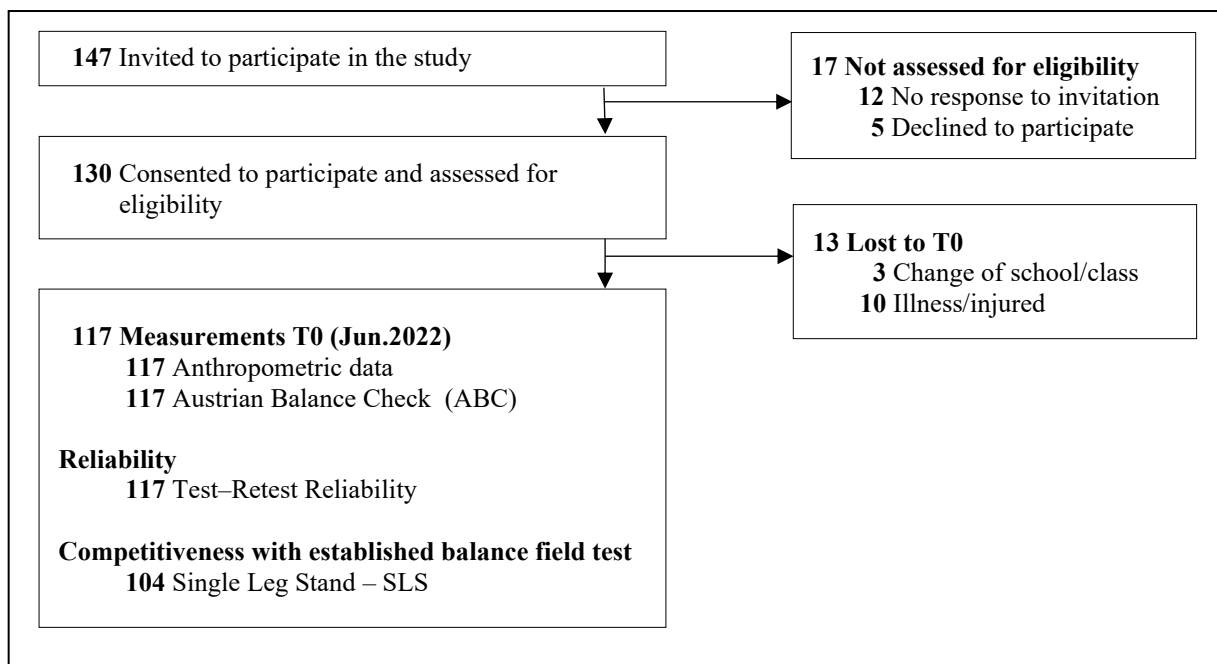 147 Invited to participate in the study
17 Not assessed for eligibility
12 No response to invitation
5 Declined to participate
130 Consented to participate and assessed for
eligibility
13 Lost to T0
3 Change of school/class
10 Illness/injured
117 Measurements T0 (Jun.2022)
117 Anthropometric data
117 Austrian Balance Check (ABC)
Reliability
117 Test–Retest Reliability
Competitiveness with established balance field test
104 Single Leg Stand – SLS